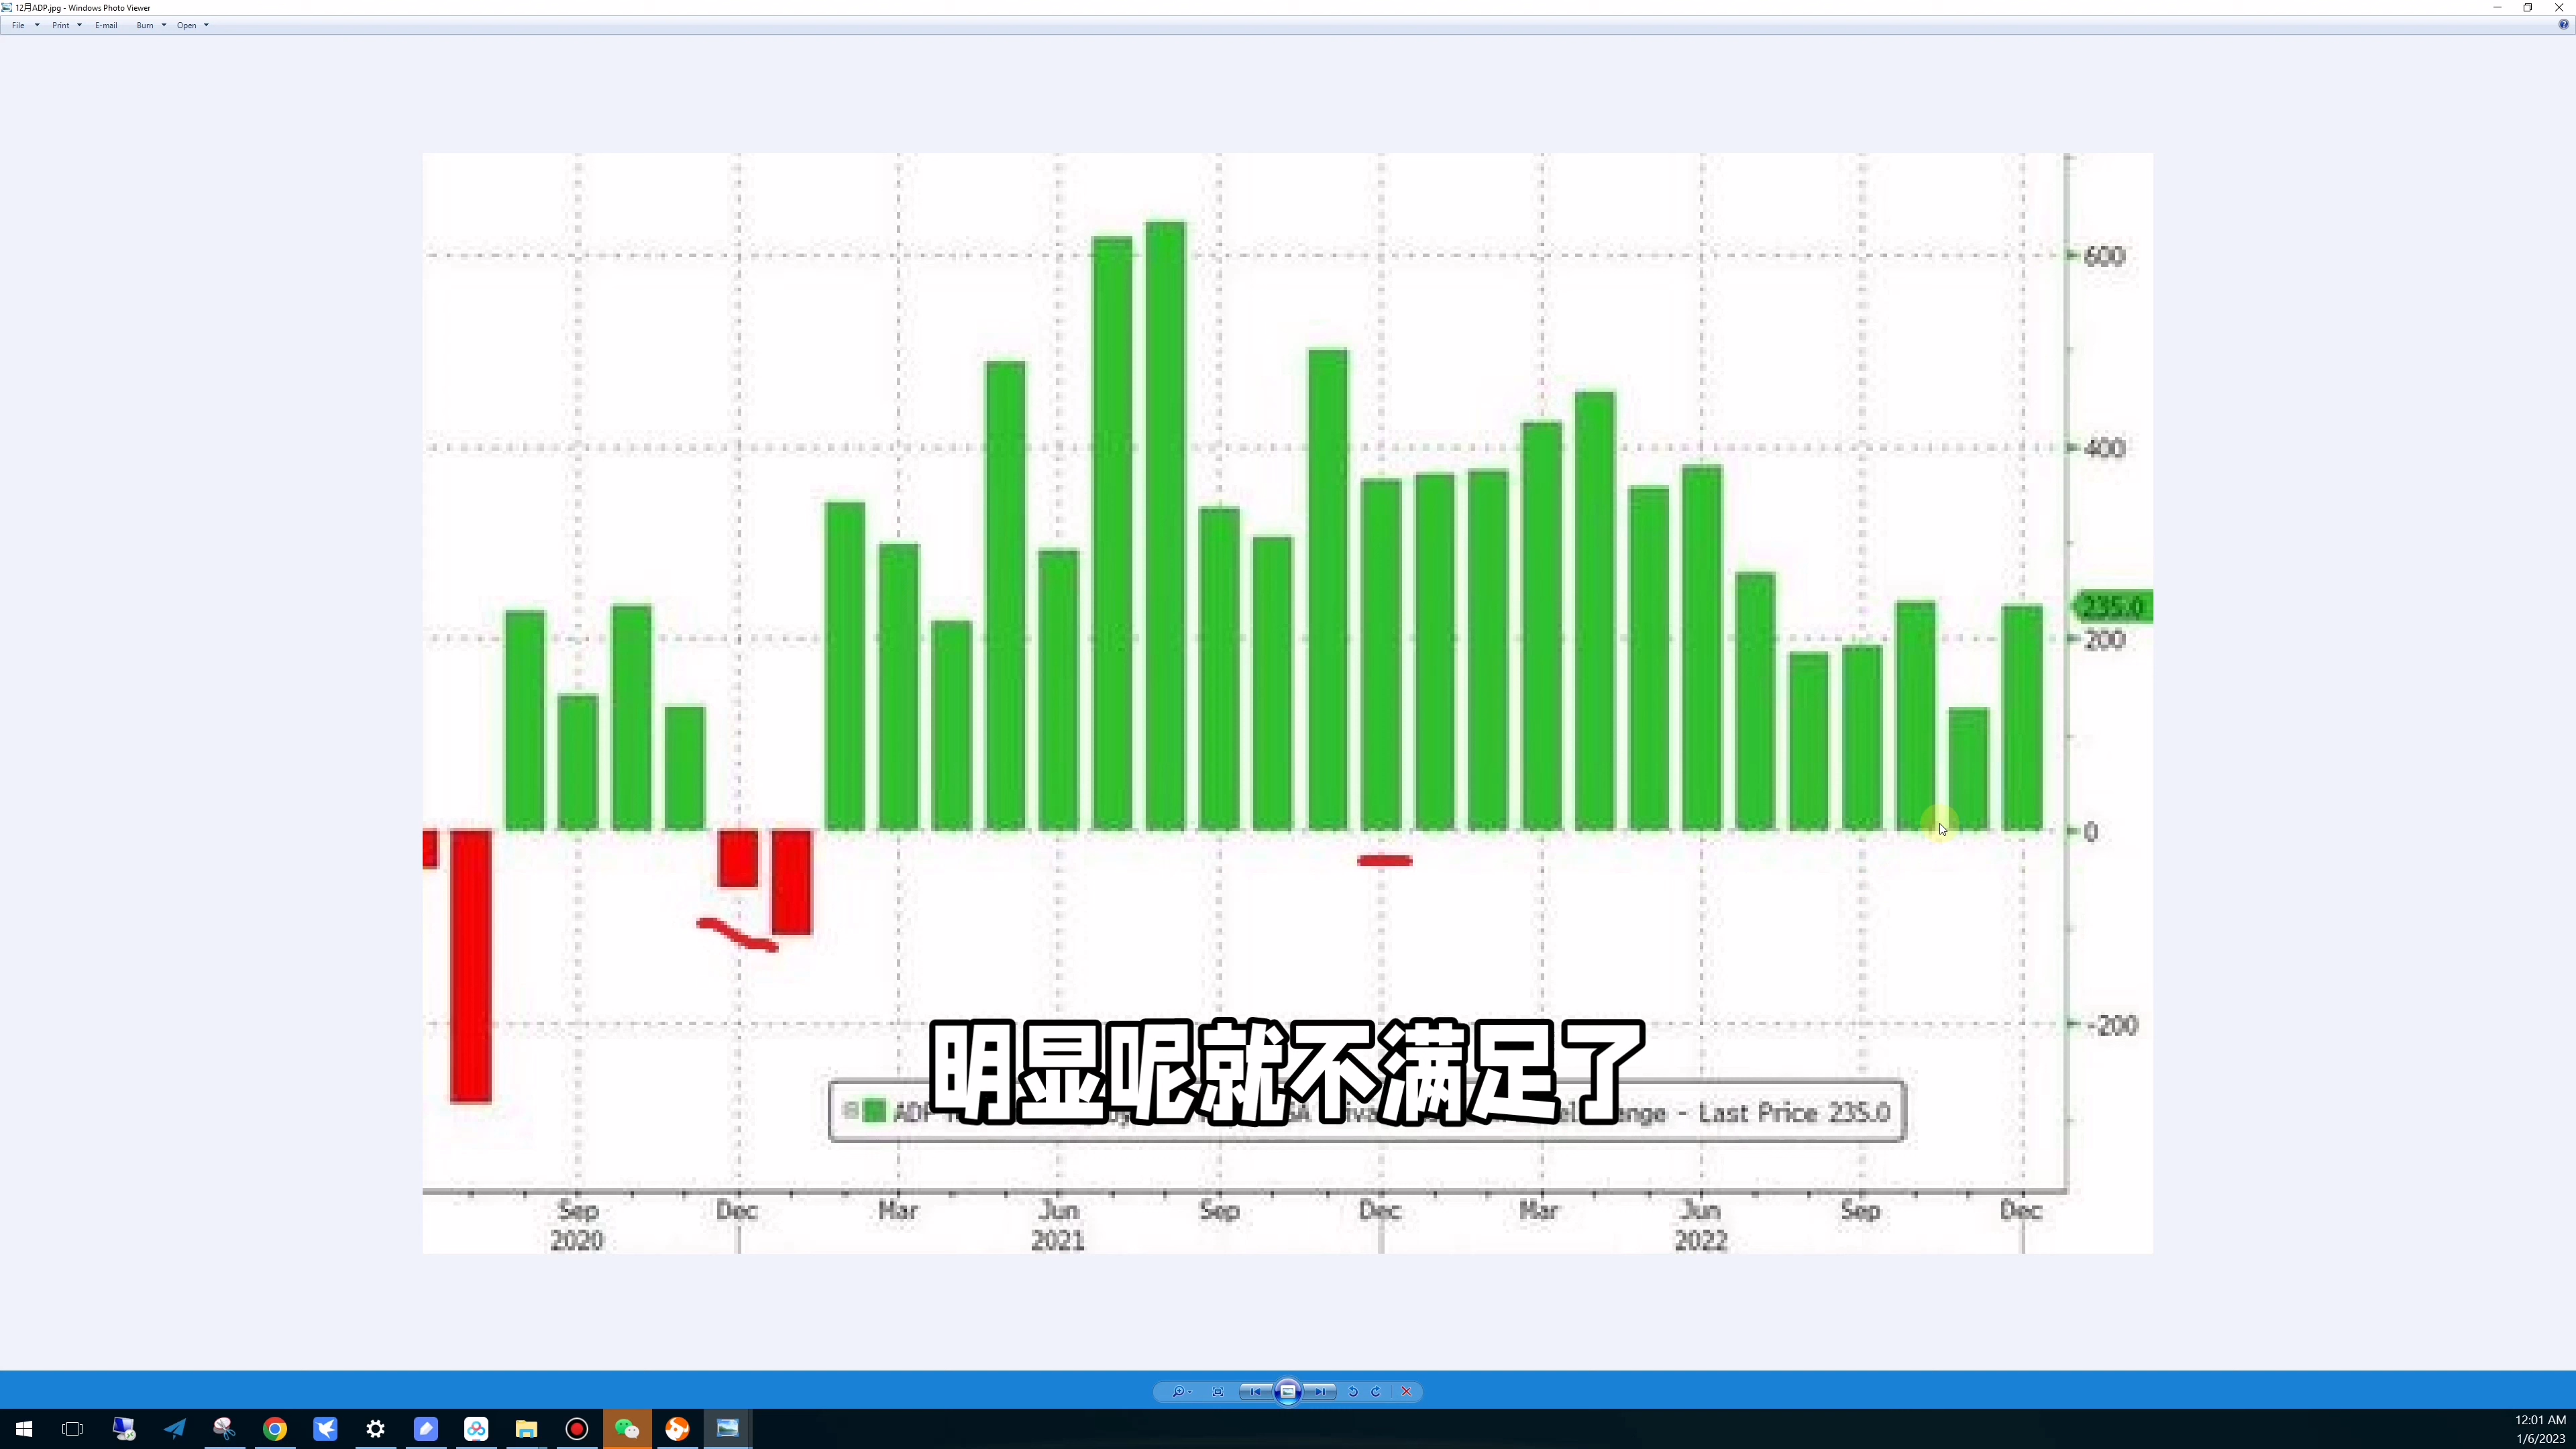 12月ADP.jpg - Windows Photo Viewer
File Print E-mail Burn Open
600
400
235.0
200
0
-200
明显呢就不满足了
ADP - Last Price 235.0
Sep Dec Mar Jun Sep Dec Mar Jun Sep Dec
2020 2021 2022
12:01 AM
1/6/2023